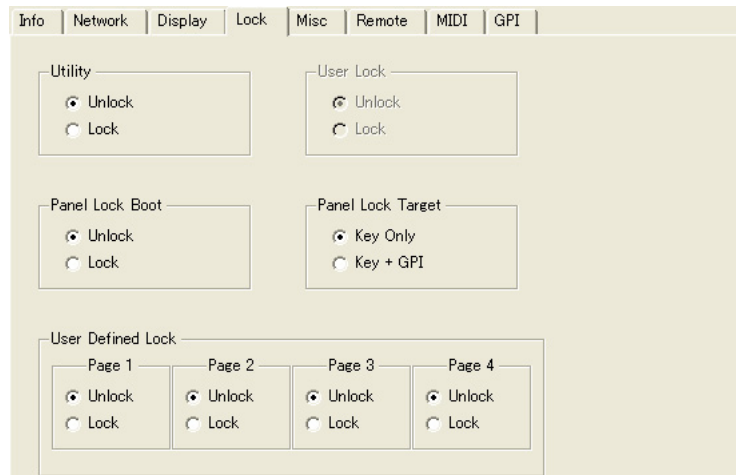 Info Network Display Lock Misc Remote MIDI GPI
Utility
Unlock
Lock
User Lock
Unlock
Lock
Panel Lock Boot
Unlock
Lock
Panel Lock Target
Key Only
Key + GPI
User Defined Lock
Page 1
Unlock
Lock
Page 2
Unlock
Lock
Page 3
Unlock
Lock
Page 4
Unlock
Lock